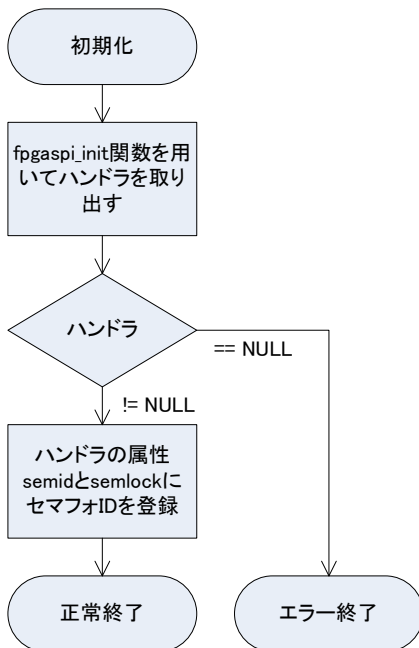 初期化
fpgaspi_init関数を用
いてハンドラを取り
出す
ハンドラ
== NULL
!= NULL
ハンドラの属性
semidとsemlockに
セマフォIDを登録
正常終了
エラー終了